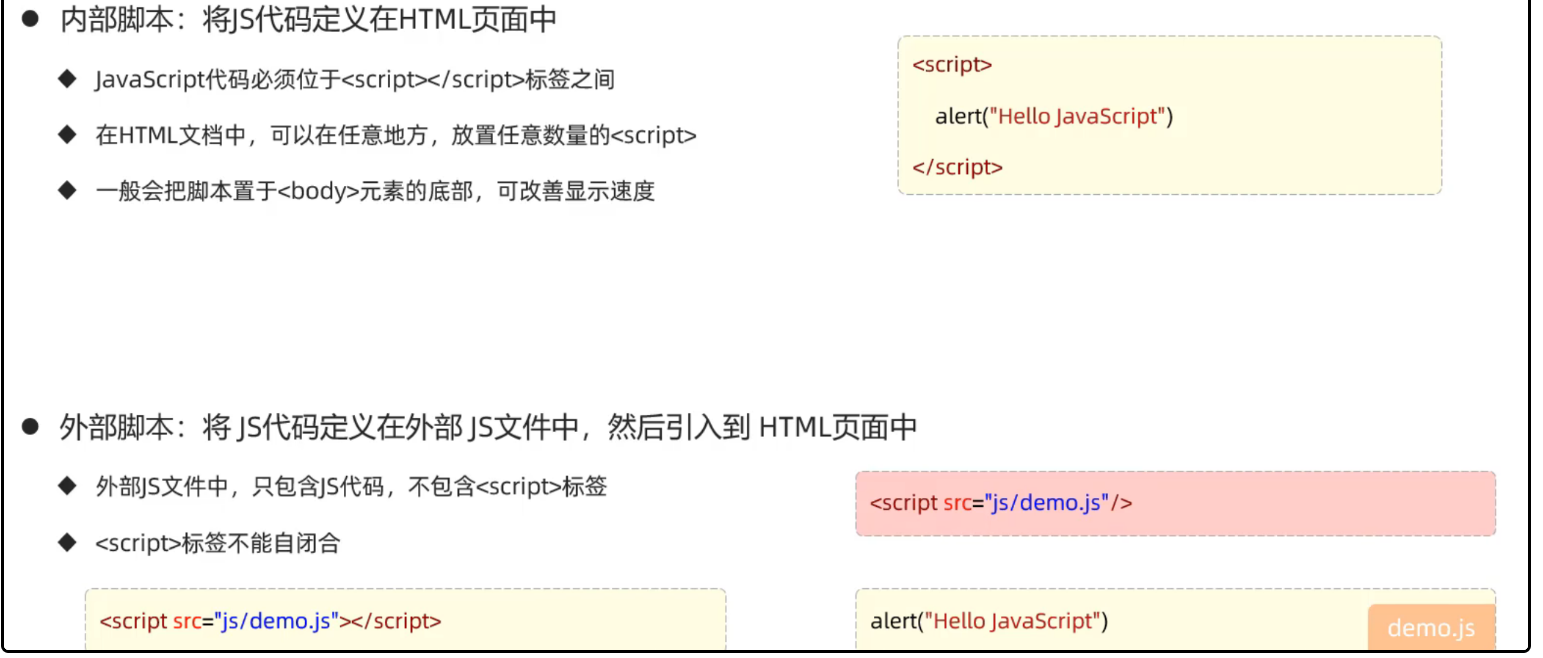 ● 内部脚本：将JS代码定义在HTML页面中
◆ JavaScript代码必须位于<script></script>标签之间
◆ 在HTML文档中，可以在任意地方，放置任意数量的<script>
◆ 一般会把脚本置于<body>元素的底部，可改善显示速度
<script>
alert("Hello JavaScript")
</script>
● 外部脚本：将 JS代码定义在外部 JS文件中，然后引入到 HTML页面中
◆ 外部JS文件中，只包含JS代码，不包含<script>标签
◆ <script>标签不能自闭合
<script src="js/demo.js"/>
<script src="js/demo.js"></script>
alert("Hello JavaScript")
demo.js